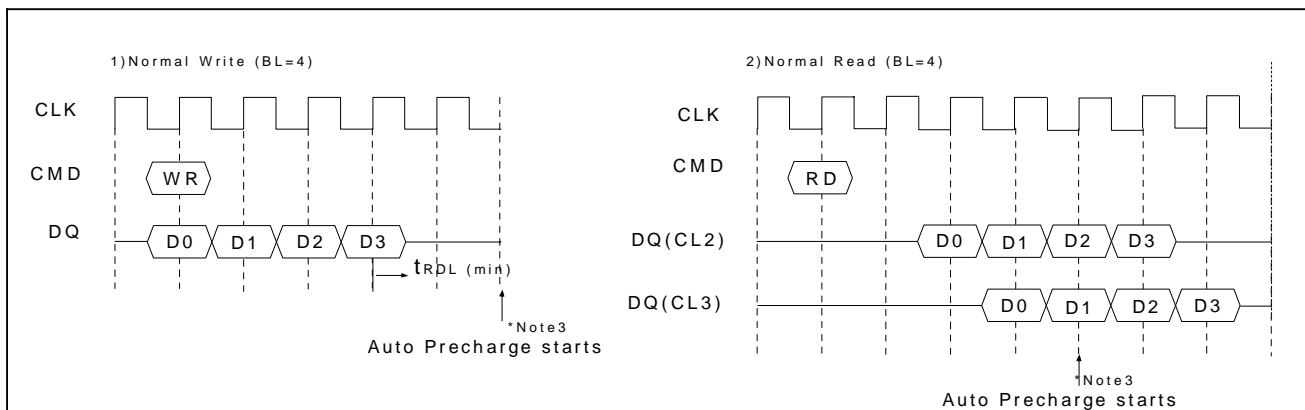 1)Normal Write (BL=4)
CLK
CMD
WR
DQ
D0 D1 D2 D3
tRDL (min)
*Note3
Auto Precharge starts
2)Normal Read (BL=4)
CLK
CMD
RD
DQ(CL2)
D0 D1 D2 D3
DQ(CL3)
D0 D1 D2 D3
*Note3
Auto Precharge starts